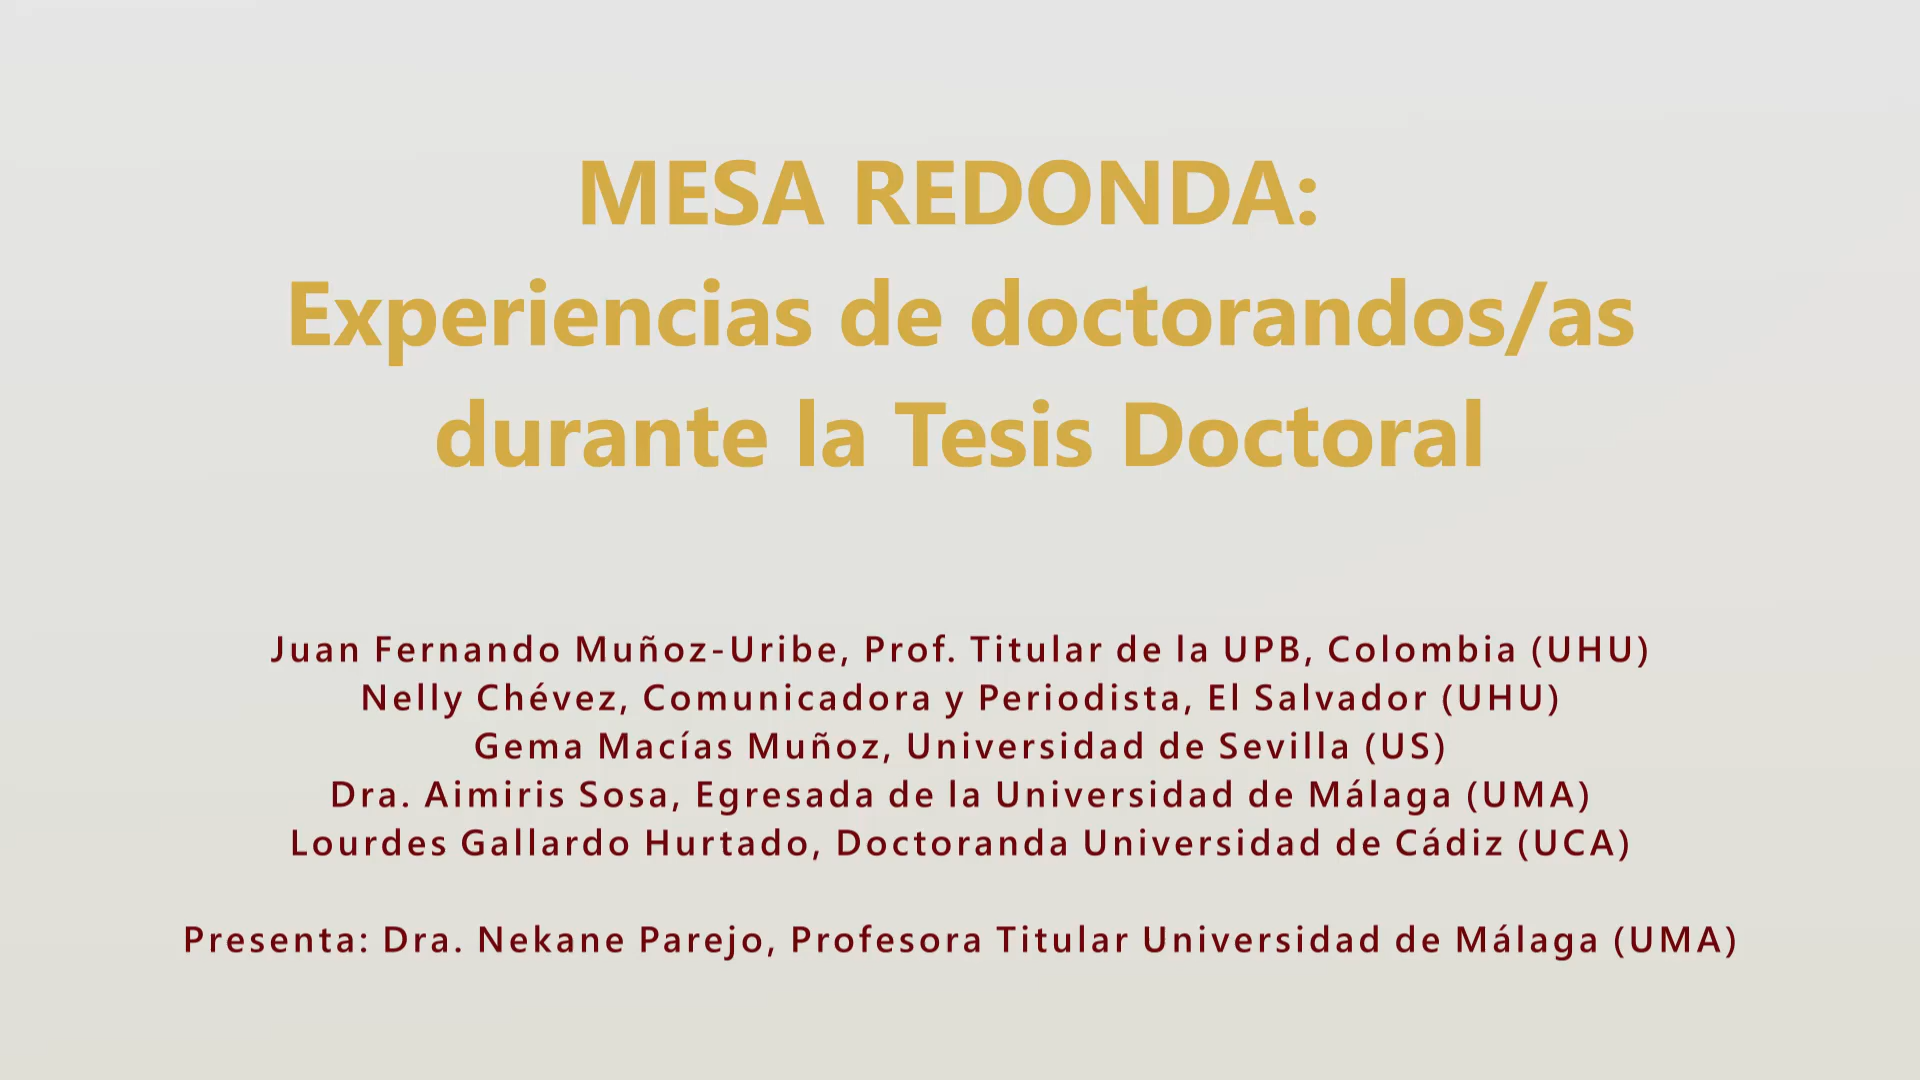 MESA REDONDA:
Experiencias de doctorandos/as
durante la Tesis Doctoral
Juan Fernando Muñoz-Uribe, Prof. Titular de la UPB, Colombia (UHU)
Nelly Chévez, Comunicadora y Periodista, El Salvador (UHU)
Gema Macías Muñoz, Universidad de Sevilla (US)
Dra. Aimiris Sosa, Egresada de la Universidad de Málaga (UMA)
Lourdes Gallardo Hurtado, Doctoranda Universidad de Cádiz (UCA)
Presenta: Dra. Nekane Parejo, Profesora Titular Universidad de Málaga (UMA)